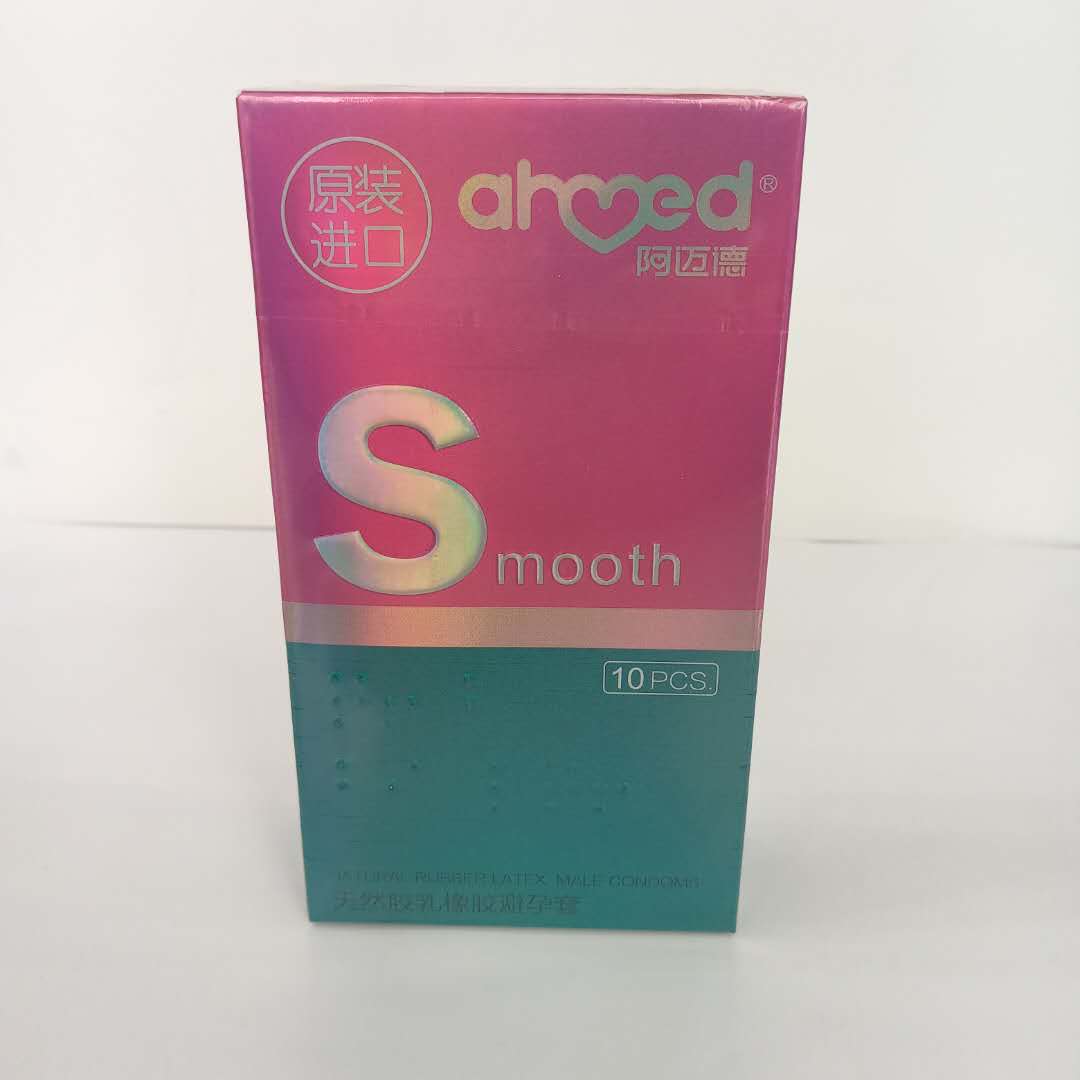 原装
进口
ahmed®
阿迈德
Smooth
10 PCS.
NATURAL RUBBER LATEX MALE CONDOMS
天然胶乳橡胶避孕套